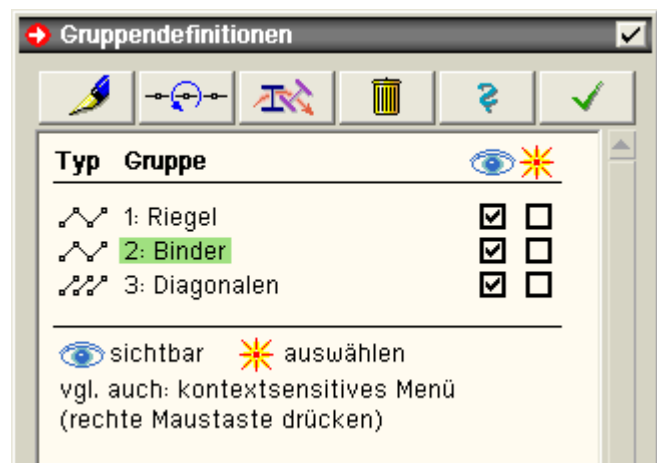 Gruppendefinitionen
Typ Gruppe
1: Riegel
2: Binder
3: Diagonalen
sichtbar auswählen
vgl. auch: kontextsensitives Menü
(rechte Maustaste drücken)